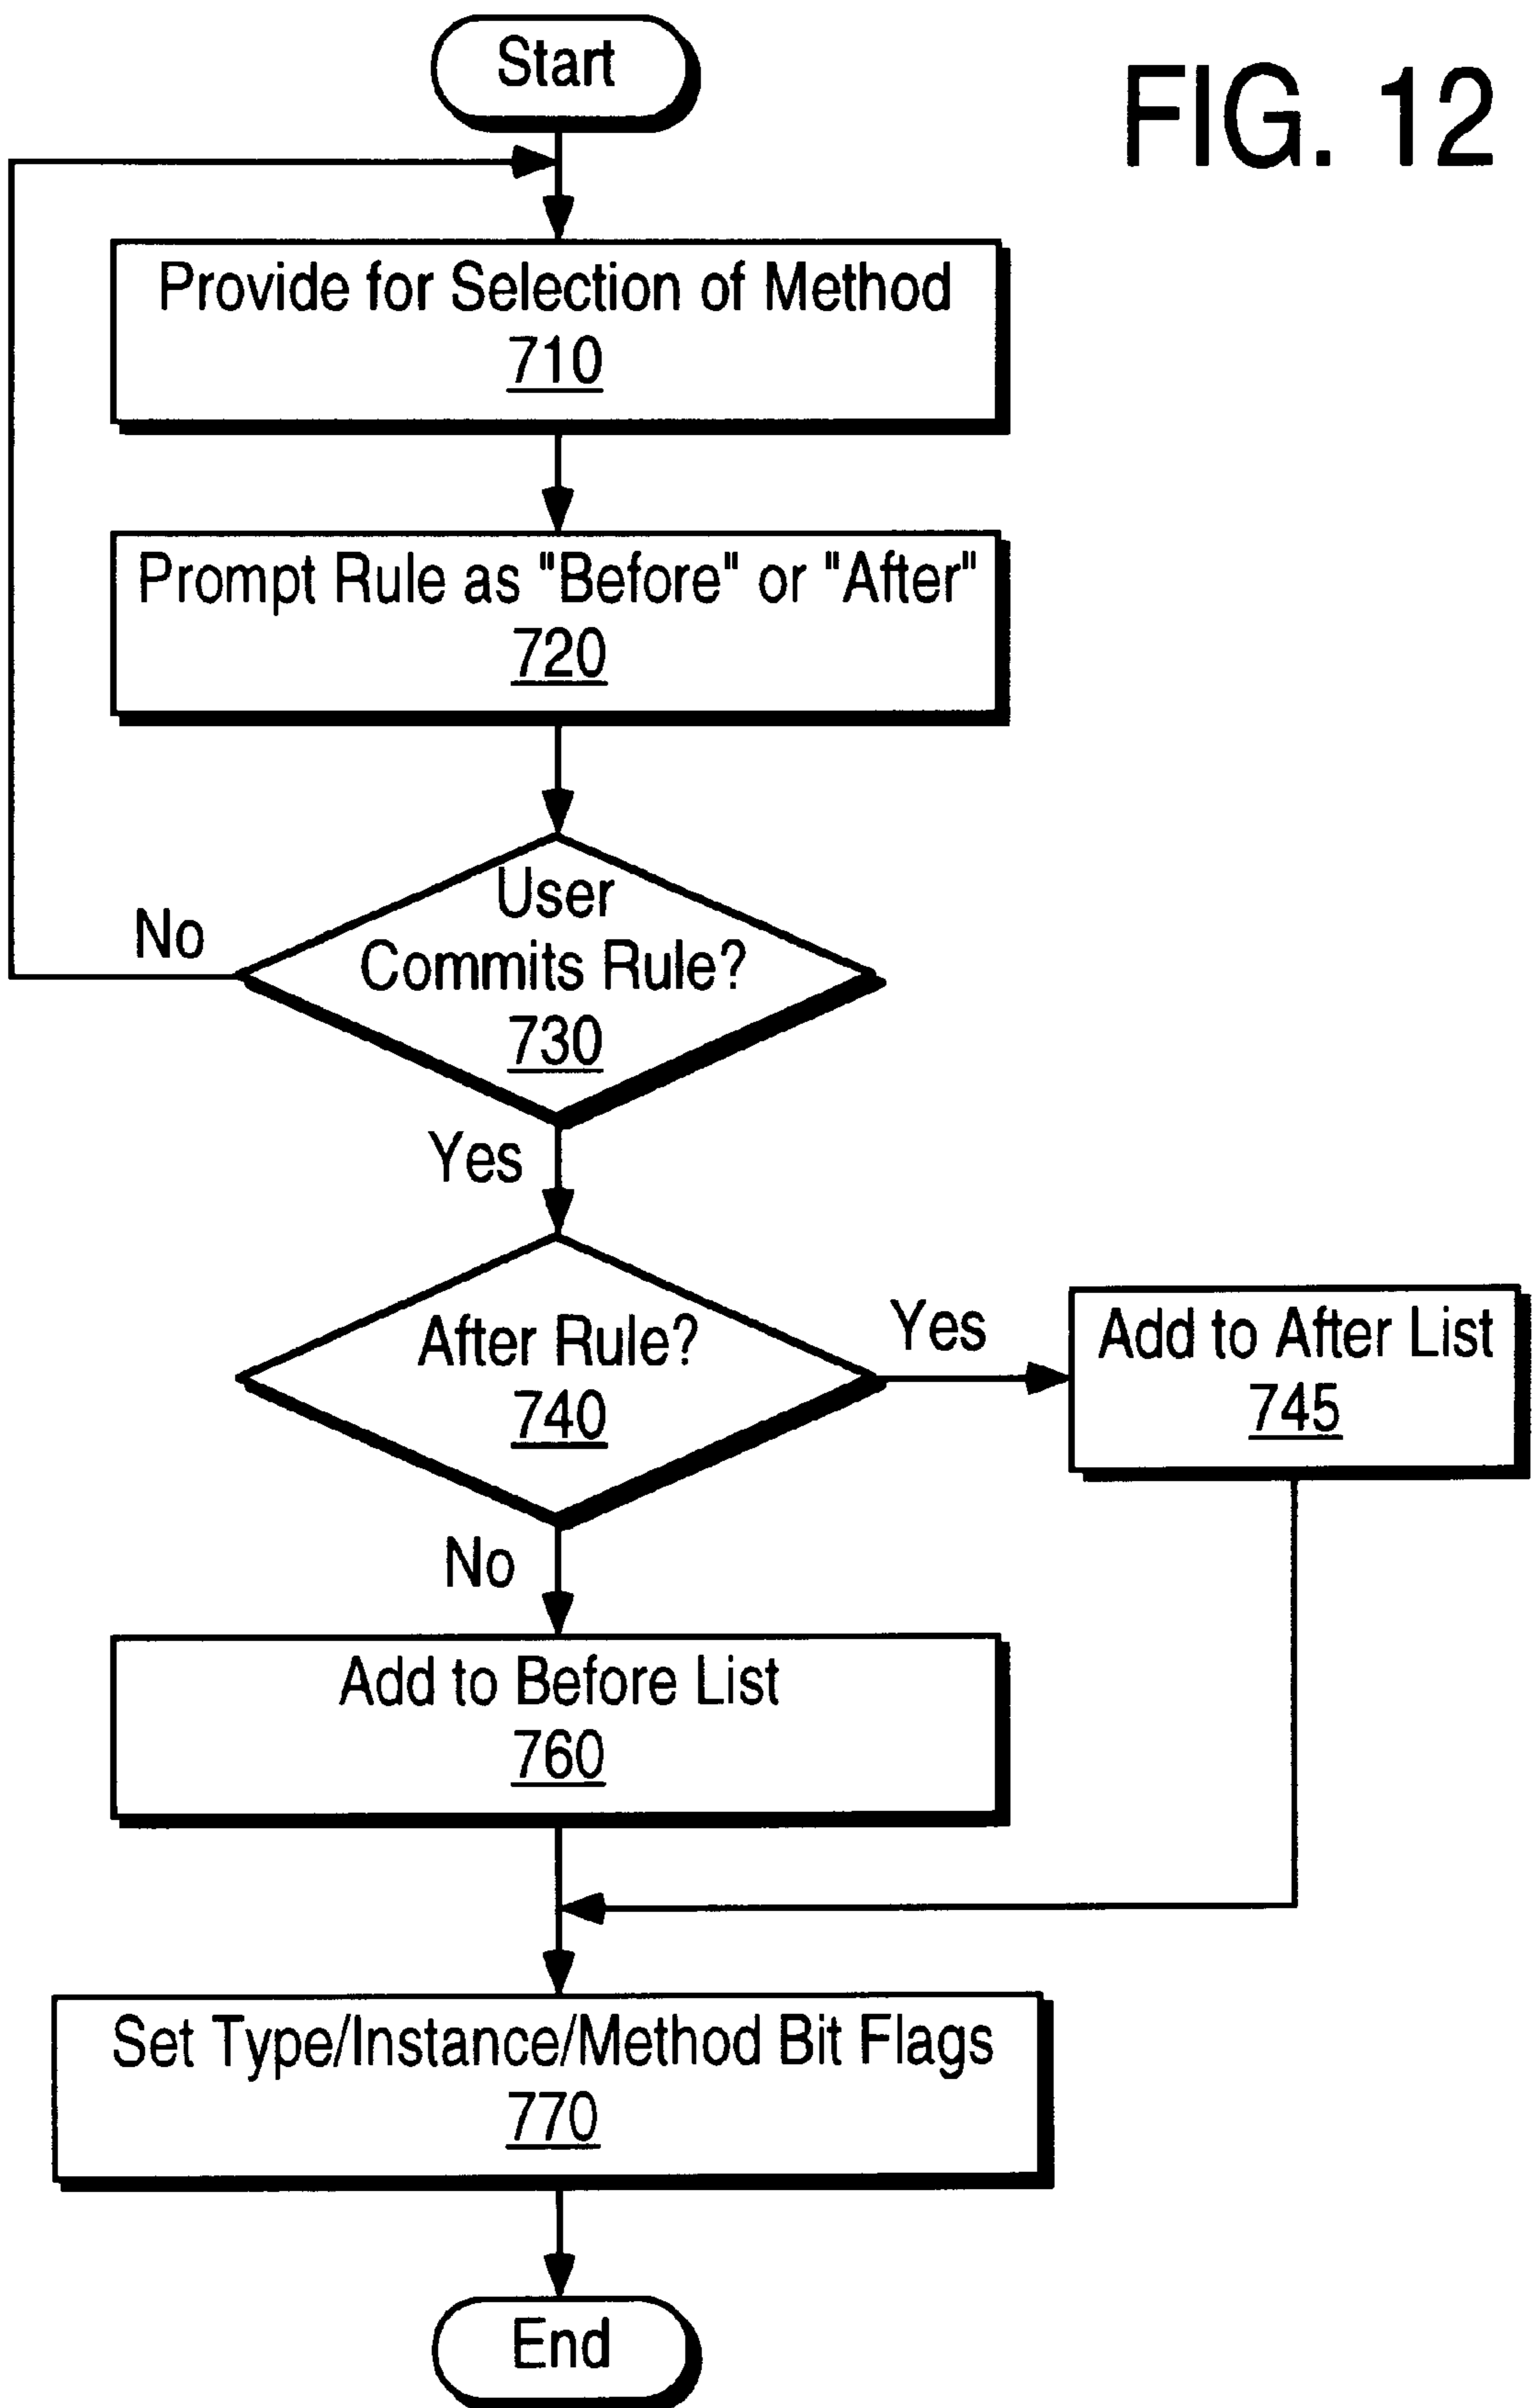 Start
FIG. 12
Provide for Selection of Method
710
Prompt Rule as "Before" or "After"
720
User
Commits Rule?
730
No
Yes
After Rule?
740
Yes
Add to After List
745
No
Add to Before List
760
Set Type/Instance/Method Bit Flags
770
End